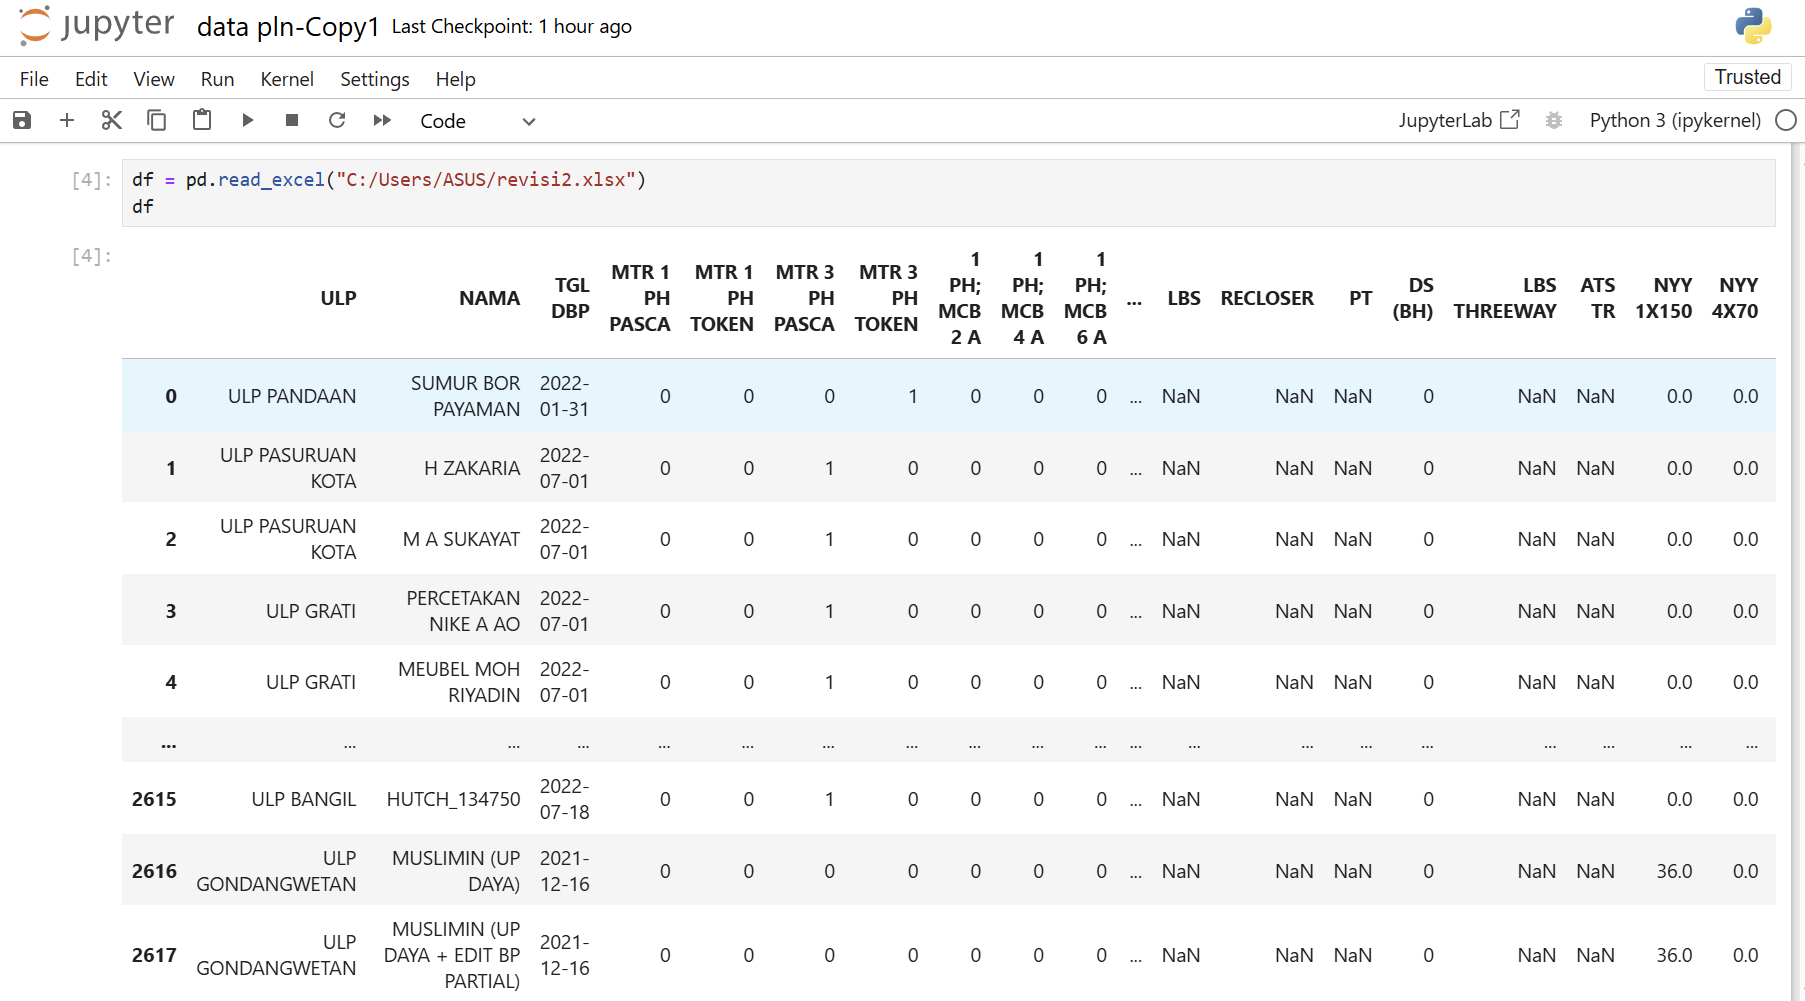 jupyter data pln-Copy1 Last Checkpoint: 1 hour ago
File Edit View Run Kernel Settings Help Trusted
Code JupyterLab Python 3 (ipykernel)
[4]: df = pd.read_excel("C:/Users/ASUS/revisi2.xlsx")
df
[4]:
ULP NAMA TGL DBP MTR 1 PH PASCA MTR 1 PH TOKEN MTR 3 PH PASCA MTR 3 PH TOKEN 1 PH; MCB 2 A 1 PH; MCB 4 A 1 PH; MCB 6 A ... LBS RECLOSER PT DS (BH) LBS THREEWAY ATS TR NYY 1X150 NYY 4X70
0 ULP PANDAAN SUMUR BOR PAYAMAN 2022-01-31 0 0 0 1 0 0 0 ... NaN NaN NaN 0 NaN NaN 0.0 0.0
1 ULP PASURUAN KOTA H ZAKARIA 2022-07-01 0 0 1 0 0 0 0 ... NaN NaN NaN 0 NaN NaN 0.0 0.0
2 ULP PASURUAN KOTA M A SUKAYAT 2022-07-01 0 0 1 0 0 0 0 ... NaN NaN NaN 0 NaN NaN 0.0 0.0
3 ULP GRATI PERCETAKAN NIKE A AO 2022-07-01 0 0 1 0 0 0 0 ... NaN NaN NaN 0 NaN NaN 0.0 0.0
4 ULP GRATI MEUBEL MOH RIYADIN 2022-07-01 0 0 1 0 0 0 0 ... NaN NaN NaN 0 NaN NaN 0.0 0.0
... ... ... ... ... ... ... ... ... ... ... ... ... ... ... ... ... ... ... ...
2615 ULP BANGIL HUTCH_134750 2022-07-18 0 0 1 0 0 0 0 ... NaN NaN NaN 0 NaN NaN 0.0 0.0
2616 ULP GONDANGWETAN MUSLIMIN (UP DAYA) 2021-12-16 0 0 0 0 0 0 0 ... NaN NaN NaN 0 NaN NaN 36.0 0.0
2617 ULP GONDANGWETAN MUSLIMIN (UP DAYA + EDIT BP PARTIAL) 2021-12-16 0 0 0 0 0 0 0 ... NaN NaN NaN 0 NaN NaN 36.0 0.0